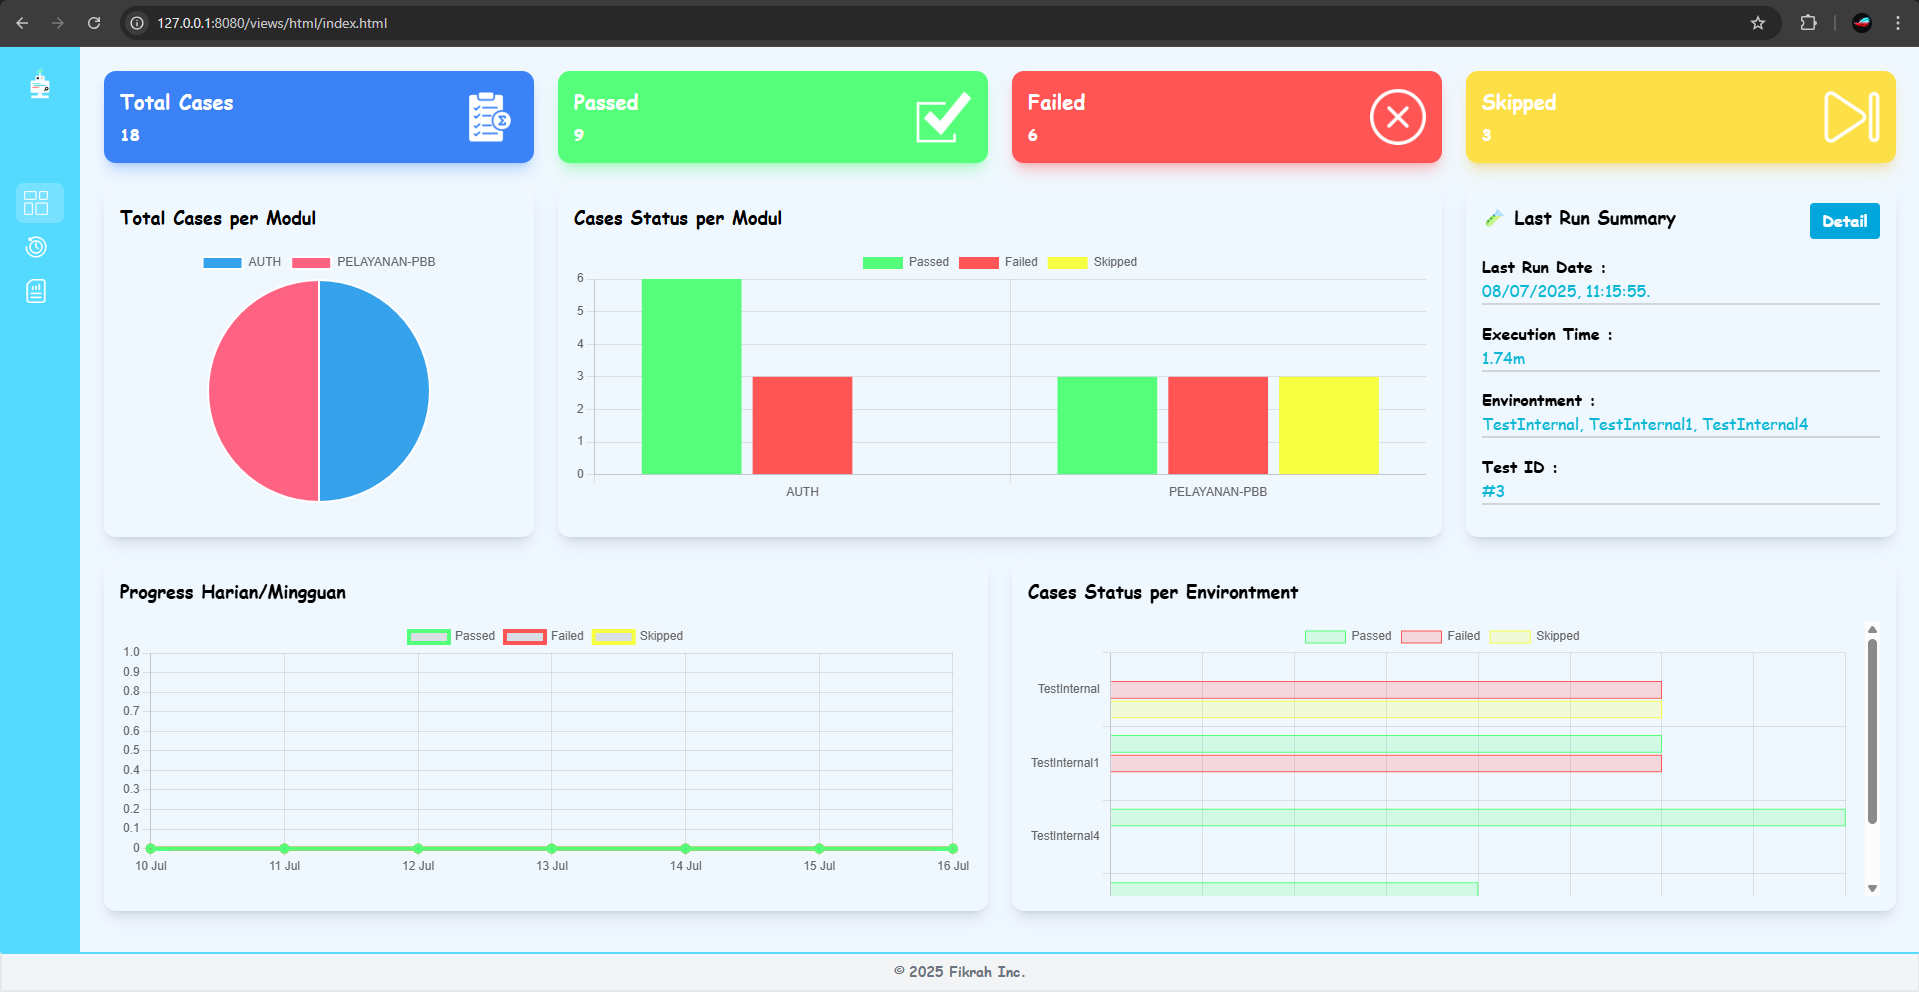 127.0.0.1:8080/views/html/index.html
Total Cases
18
Passed
9
Failed
6
Skipped
3
Total Cases per Modul
AUTH PELAYANAN-PBB
Cases Status per Modul
Passed Failed Skipped
6
5
4
3
2
1
0
AUTH PELAYANAN-PBB
Last Run Summary
Detail
Last Run Date :
08/07/2025, 11:15:55.
Execution Time :
1.74m
Environtment :
TestInternal, TestInternal1, TestInternal4
Test ID :
#3
Progress Harian/Mingguan
Passed Failed Skipped
1.0
0.9
0.8
0.7
0.6
0.5
0.4
0.3
0.2
0.1
0
10 Jul 11 Jul 12 Jul 13 Jul 14 Jul 15 Jul 16 Jul
Cases Status per Environtment
Passed Failed Skipped
TestInternal
TestInternal1
TestInternal4
© 2025 Fikrah Inc.